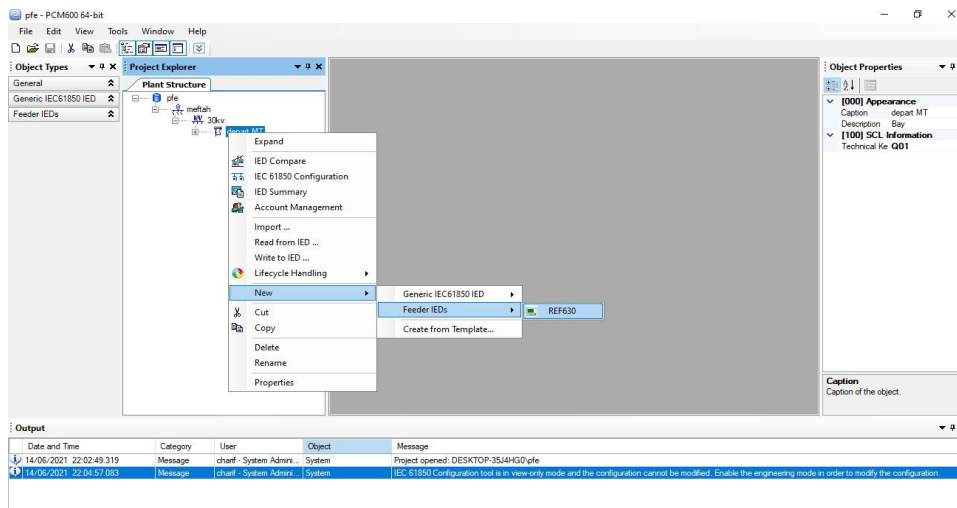 pfe - PCM600 64-bit
File Edit View Tools Window Help
Object Types
General
Generic IEC61850 IED
Feeder IEDs
Project Explorer
Plant Structure
pfe
meftah
30kv
depart MT
Expand
IED Compare
IEC 61850 Configuration
IED Summary
Account Management
Import ...
Read from IED ...
Write to IED ...
Lifecycle Handling
New
Cut
Copy
Delete
Rename
Properties
Generic IEC61850 IED
Feeder IEDs
Create from Template...
REF630
Object Properties
[000] Appearance
Caption depart MT
Description Bay
[100] SCL Information
Technical Ke Q01
Caption
Caption of the object.
Output
Date and Time Category User Object Message
14/06/2021 22:02:49.319 Message charif - System Admini... System Project opened: DESKTOP-35J4HG0\pfe
14/06/2021 22:04:57.083 Message charif - System Admini... System IEC 61850 Configuration tool is in view-only mode and the configuration cannot be modified. Enable the engineering mode in order to modify the configuration.